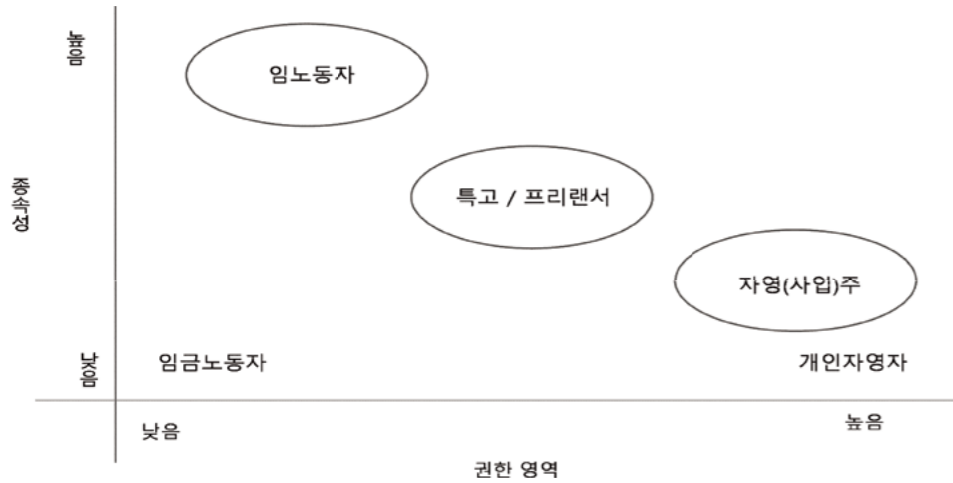 높음
임노동자
종속성
특고 / 프리랜서
자영(사입)주
낮음
임금노동자
개인자영자
낮음
높음
권한 영역